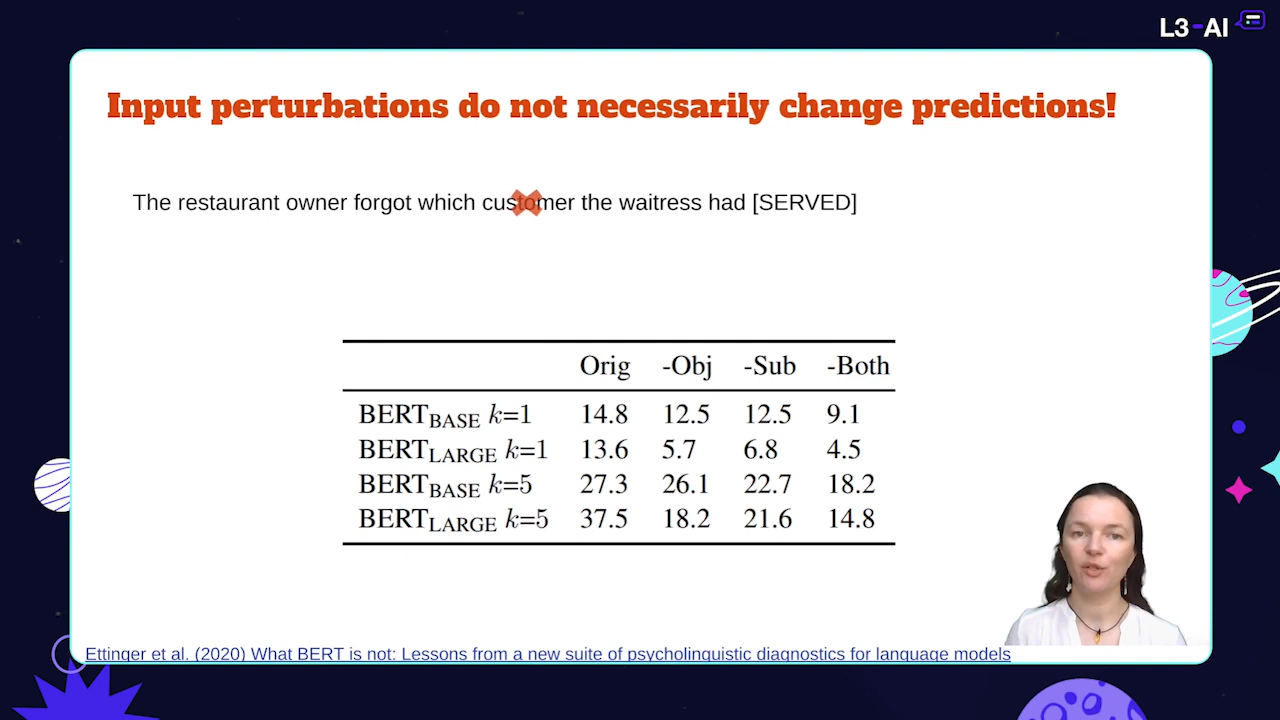 L3-AI
Input perturbations do not necessarily change predictions!
The restaurant owner forgot which customer the waitress had [SERVED]
Orig -Obj -Sub -Both
BERTBASE k=1 14.8 12.5 12.5 9.1
BERTLARGE k=1 13.6 5.7 6.8 4.5
BERTBASE k=5 27.3 26.1 22.7 18.2
BERTLARGE k=5 37.5 18.2 21.6 14.8
Ettinger et al. (2020) What BERT is not: Lessons from a new suite of psycholinguistic diagnostics for language models